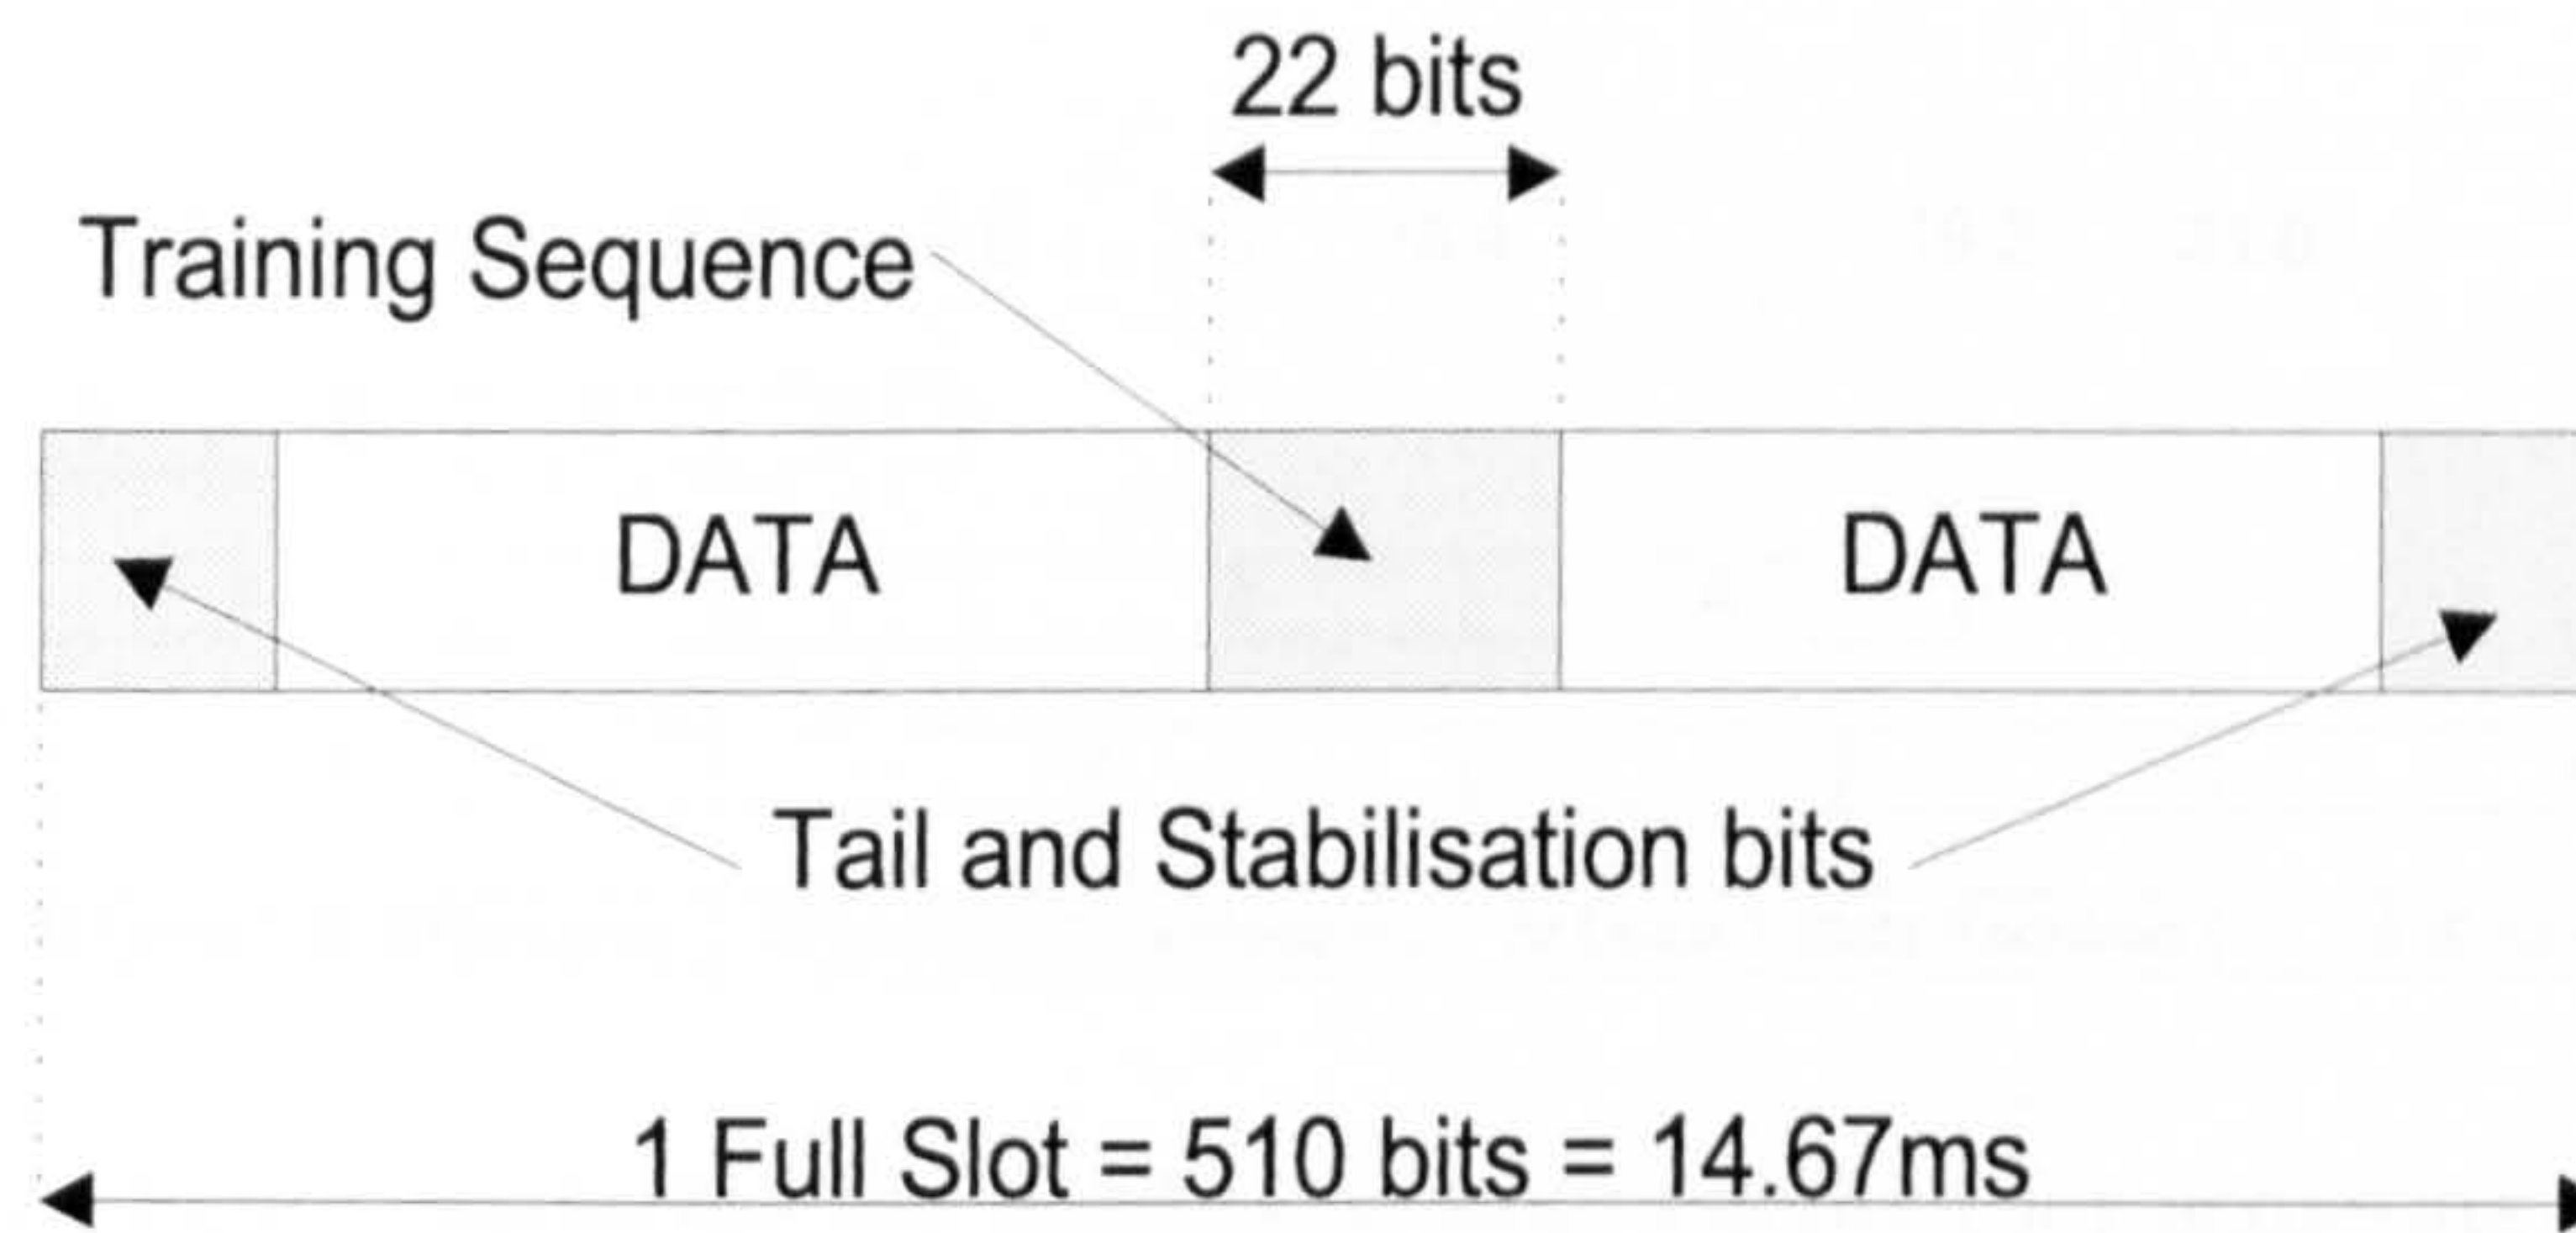 22 bits
Training Sequence
DATA
DATA
Tail and Stabilisation bits
1 Full Slot = 510 bits = 14.67ms